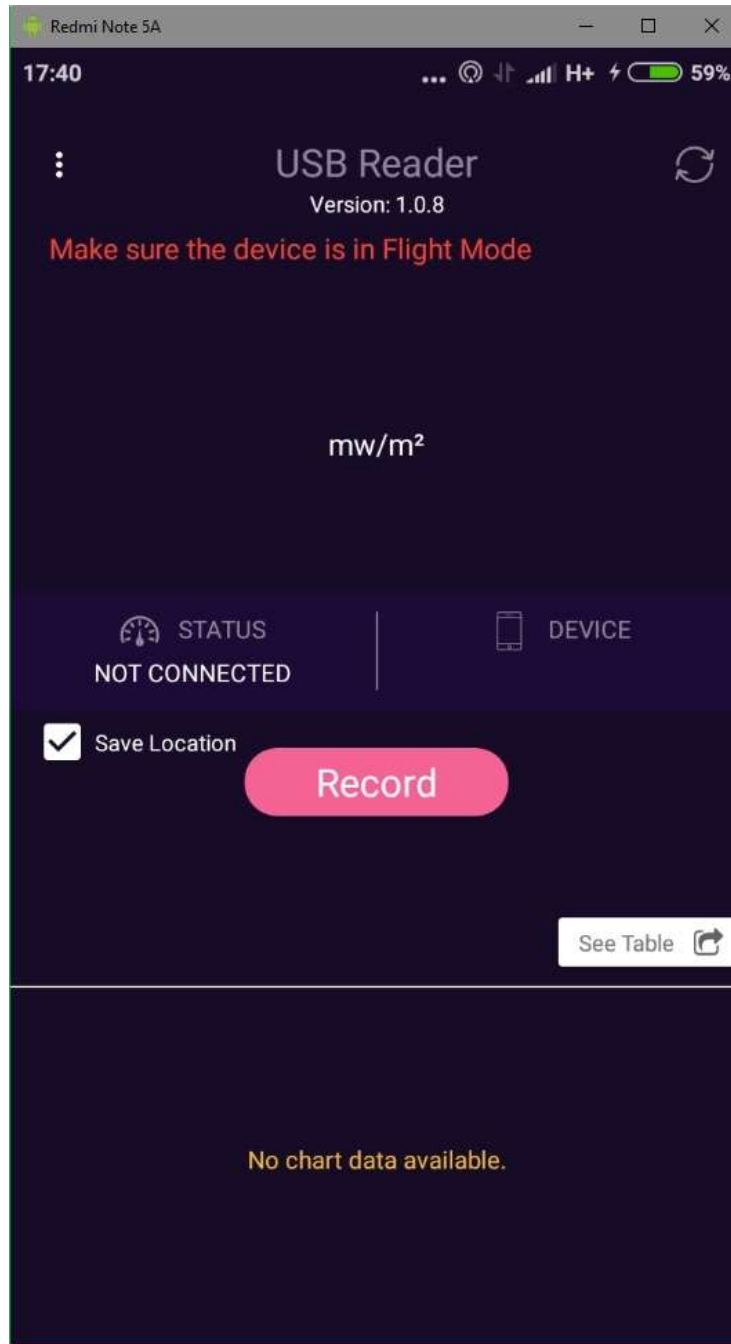 Redmi Note 5A
17:40
... H+ 59%
USB Reader
Version: 1.0.8
Make sure the device is in Flight Mode
mw/m²
STATUS
DEVICE
NOT CONNECTED
Save Location
Record
See Table
No chart data available.